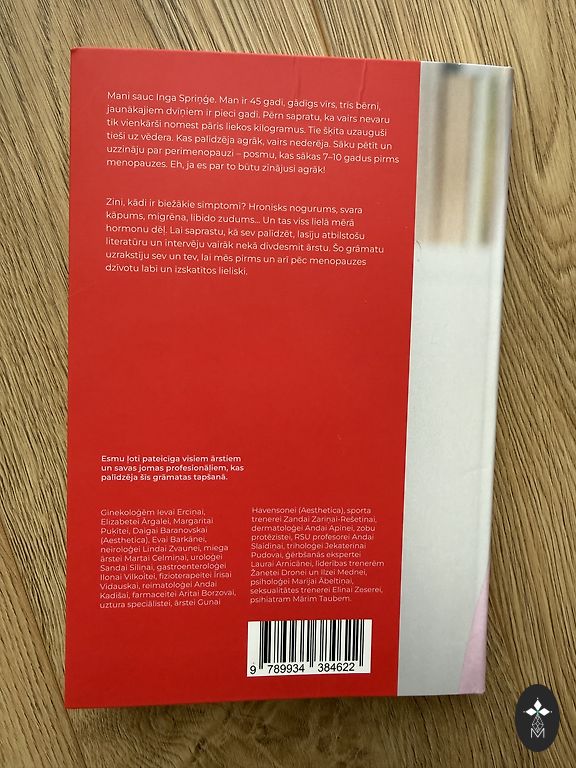 Mani sauc Inga Spriņģe. Man ir 45 gadi, gādīgs vīrs, trīs bērni,
jaunākajiem dvīņiem ir pieci gadi. Pērn sapratu, ka vairs nevaru
tik vienkārši nomest pāris liekos kilogramus. Tie šķita uzauguši
tieši uz vēdera. Kas palīdzēja agrāk, vairs nederēja. Sāku pētīt un
uzzināju par perimenopauzi – posmu, kas sākas 7–10 gadus pirms
menopauzes. Eh, ja es par to būtu zinājusi agrāk!
Zini, kādi ir biežākie simptomi? Hronisks nogurums, svara
kāpums, migrēna, libido zudums... Un tas viss lielā mērā
hormonu dēļ. Lai saprastu, kā sev palīdzēt, lasīju atbilstošu
literatūru un intervēju vairāk nekā divdesmit ārstu. Šo grāmatu
uzrakstīju sev un tev, lai mēs pirms un arī pēc menopauzes
dzīvotu labi un izskatītos lieliski.
Esmu ļoti pateicīga visiem ārstiem
un savas jomas profesionāļiem, kas
palīdzēja šīs grāmatas tapšanā.
Ginekoloģēm Ievai Erciņai,
Elizabetei Ārgalei, Margaritai
Puķītei, Daigai Baranovskai
(Aesthetica), Evai Barkānei,
neiroloģei Lindai Zvaunei, miega
ārstei Martai Celmiņai, uroloģei
Sandai Siliņai, gastroenteroloģei
Ilonai Vilkoitei, fizioterapeitei Irisai
Vidauskai, reimatoloģei Andai
Kadišai, farmaceitei Aritai Borzovai,
uztura speciālistei, ārstei Gunai
Havensonei (Aesthetica), sporta
trenerei Zandai Zariņai-Rešetinai,
dermatoloģei Andai Apinei, zobu
protēzistei, RSU profesorei Andai
Slaidiņai, triholoģei Jekaterinai
Pudovai, ģērbšanās ekspertei
Laurai Arnicānei, līderības trenerēm
Žanetei Dronei un Ilzei Mednei,
psiholoģei Marijai Ābeltiņai,
seksualitātes trenerei Elīnai Zeserei,
psihiatram Mārim Taubem.
9 789934 384622
M